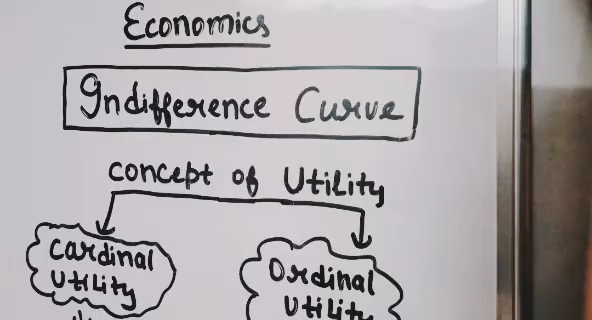 Economics
Indifference Curve
concept of Utility
Cardinal
Utility
Ordinal
Utility